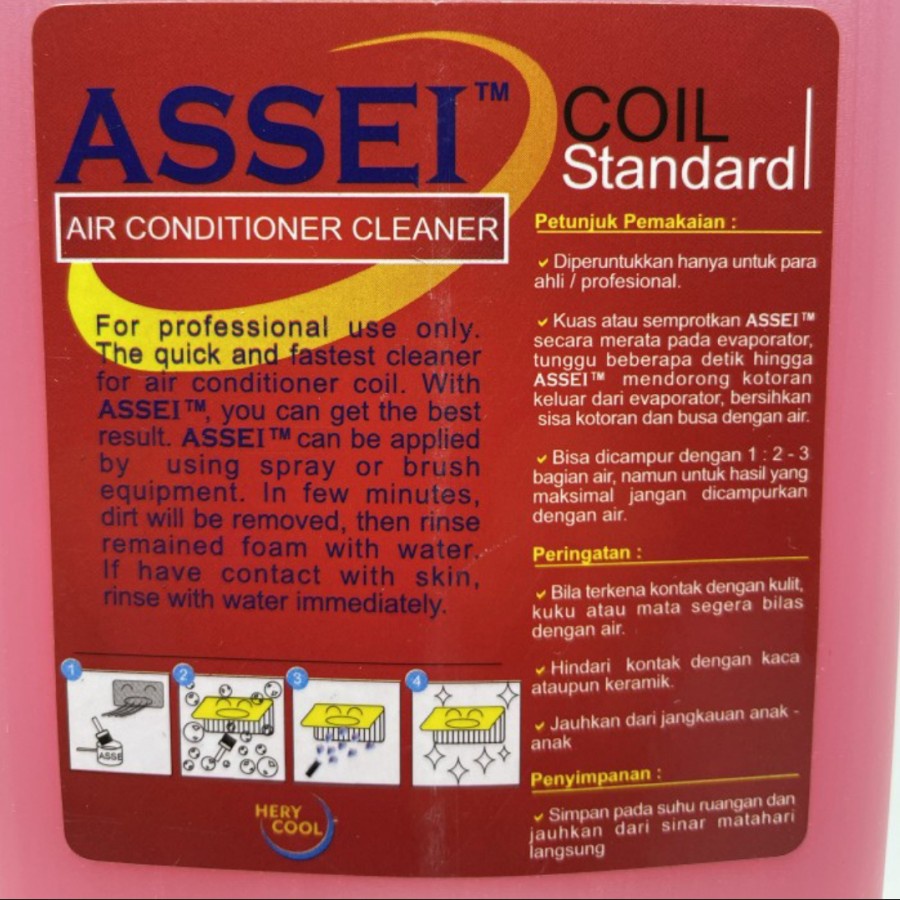 ASSEI™
AIR CONDITIONER CLEANER
For professional use only.
The quick and fastest cleaner
for air conditioner coil. With
ASSEI™, you can get the best
result. ASSEI™ can be applied
by using spray or brush
equipment. In few minutes,
dirt will be removed, then rinse
remained foam with water.
If have contact with skin,
rinse with water immediately.
1
2
3
4
ASSE
HERY
COOL
COIL
Standard
Petunjuk Pemakaian :
Diperuntukkan hanya untuk para
ahli / profesional.
Kuas atau semprotkan ASSEI™
secara merata pada evaporator,
tunggu beberapa detik hingga
ASSEI™ mendorong kotoran
keluar dari evaporator, bersihkan
sisa kotoran dan busa dengan air.
Bisa dicampur dengan 1 : 2 - 3
bagian air, namun untuk hasil yang
maksimal jangan dicampurkan
dengan air.
Peringatan :
Bila terkena kontak dengan kulit,
kuku atau mata segera bilas
dengan air.
Hindari kontak dengan kaca
ataupun keramik.
Jauhkan dari jangkauan anak -
anak
Penyimpanan :
Simpan pada suhu ruangan dan
jauhkan dari sinar matahari
langsung